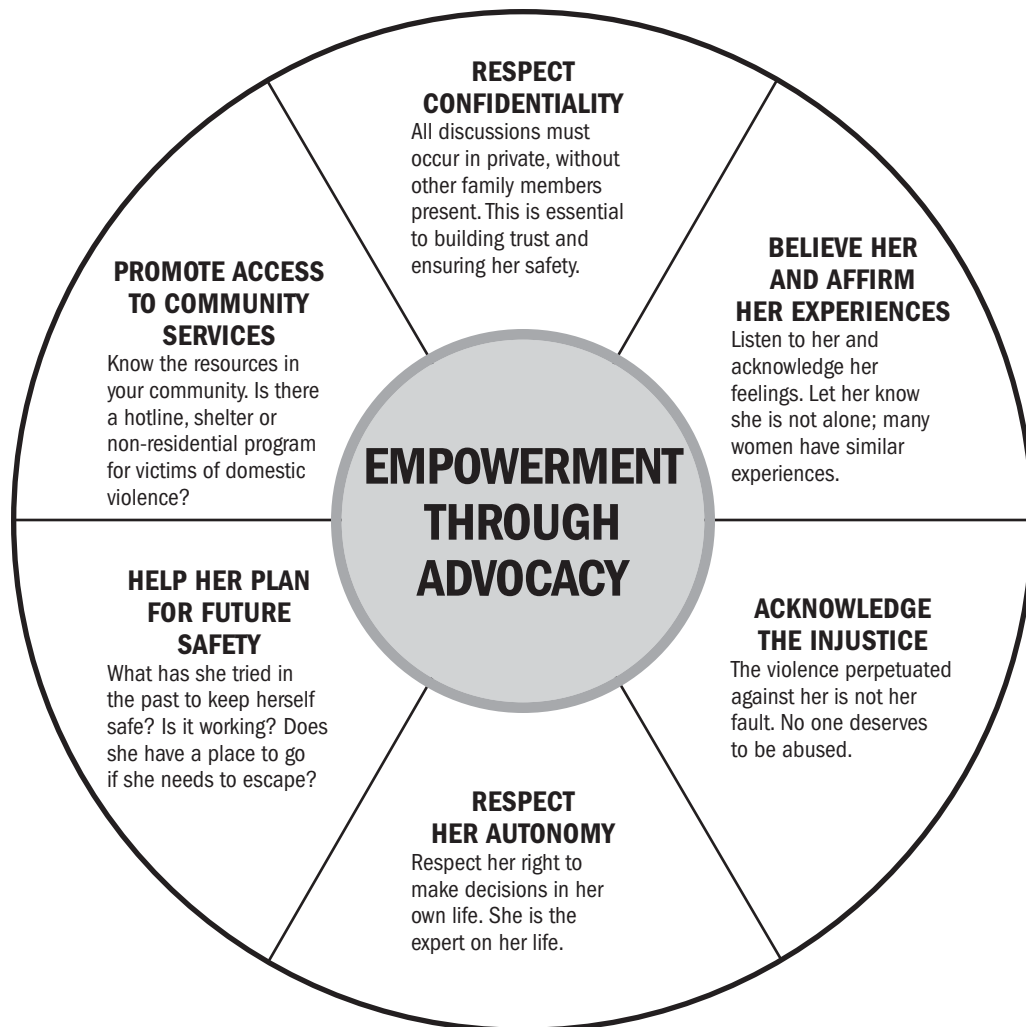 RESPECT
CONFIDENTIALITY
All discussions must
occur in private, without
other family members
present. This is essential
to building trust and
ensuring her safety.
BELIEVE HER
AND AFFIRM
HER EXPERIENCES
Listen to her and
acknowledge her
feelings. Let her know
she is not alone; many
women have similar
experiences.
ACKNOWLEDGE
THE INJUSTICE
The violence perpetuated
against her is not her
fault. No one deserves
to be abused.
RESPECT
HER AUTONOMY
Respect her right to
make decisions in her
own life. She is the
expert on her life.
HELP HER PLAN
FOR FUTURE
SAFETY
What has she tried in
the past to keep herself
safe? Is it working? Does
she have a place to go
if she needs to escape?
PROMOTE ACCESS
TO COMMUNITY
SERVICES
Know the resources in
your community. Is there
a hotline, shelter or
non-residential program
for victims of domestic
violence?
EMPOWERMENT
THROUGH
ADVOCACY